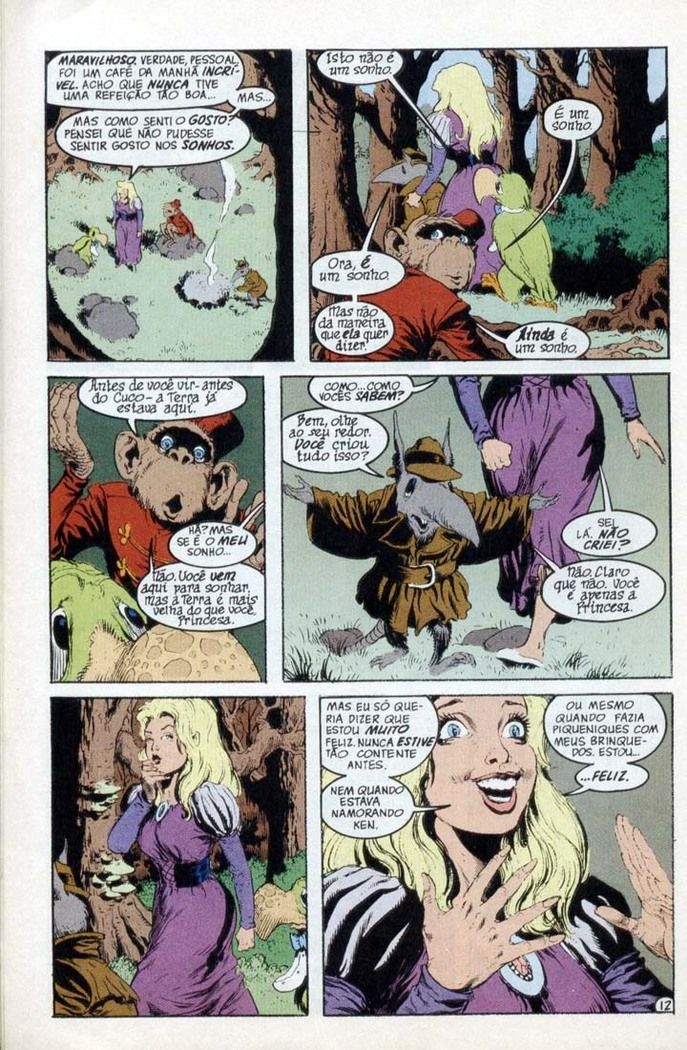 MARAVILHOSO. VERDADE, PESSOAL,
FOI UM CAFÉ DA MANHÃ INCRÍ-
VEL. ACHO QUE NUNCA TIVE
UMA REFEIÇÃO TÃO BOA...
MAS...
MAS COMO SENTI O GOSTO?
PENSEI QUE NÃO PUDESSE
SENTIR GOSTO NOS SONHOS.
Isto não é
um sonho.
É um
sonho.
Ora, é
um sonho.
Mas não
da maneira
que ela quer
dizer.
Ainda é
um sonho.
Antes de você vir-antes
do Cuco-a Terra já
estava aqui.
HÃ? MAS
SE É O MEU
SONHO...
Não. Você vem
aqui para sonhar,
mas a Terra é mais
velha do que você,
Princesa.
COMO...COMO
VOCÊS SABEM?
Bem, olhe
ao seu redor.
Você criou
tudo isso?
SEI
LÁ. NÃO
CRIEI?
Não. Claro
que não. Você
é apenas a
Princesa.
MAS EU SÓ QUE-
RIA DIZER QUE
ESTOU MUITO
FELIZ. NUNCA ESTIVE
TÃO CONTENTE
ANTES.
NEM QUANDO
ESTAVA
NAMORANDO
KEN.
OU MESMO
QUANDO FAZIA
PIQUENIQUES COM
MEUS BRINQUE-
DOS. ESTOU...
...FELIZ.
12